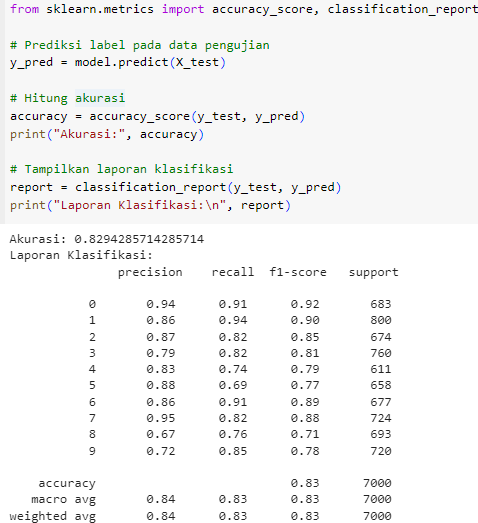 from sklearn.metrics import accuracy_score, classification_report
# Prediksi label pada data pengujian
y_pred = model.predict(X_test)
# Hitung akurasi
accuracy = accuracy_score(y_test, y_pred)
print("Akurasi:", accuracy)
# Tampilkan laporan klasifikasi
report = classification_report(y_test, y_pred)
print("Laporan Klasifikasi:\n", report)
Akurasi: 0.8294285714285714
Laporan Klasifikasi:
precision recall f1-score support
0 0.94 0.91 0.92 683
1 0.86 0.94 0.90 800
2 0.87 0.82 0.85 674
3 0.79 0.82 0.81 760
4 0.83 0.74 0.79 611
5 0.88 0.69 0.77 658
6 0.86 0.91 0.89 677
7 0.95 0.82 0.88 724
8 0.67 0.76 0.71 693
9 0.72 0.85 0.78 720
accuracy 0.83 7000
macro avg 0.84 0.83 0.83 7000
weighted avg 0.84 0.83 0.83 7000